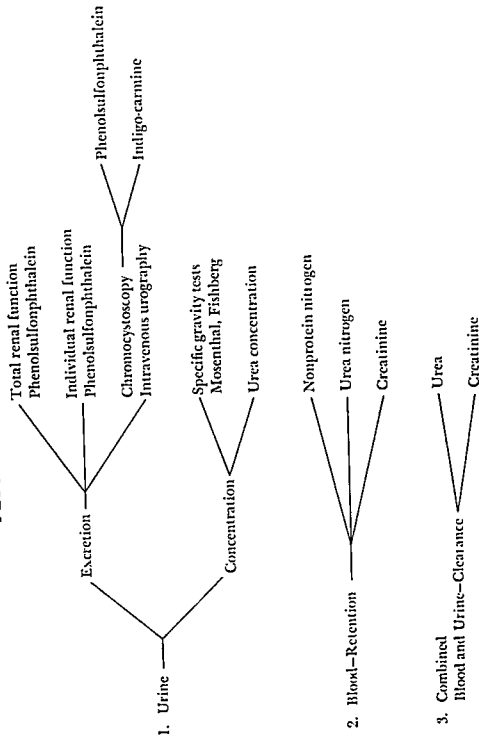 Total renal function
Phenolsulfonphthalein
Individual renal function
Phenolsulfonphthalein
Chromocystoscopy
Intravenous urography
Phenolsulfonphthalein
Indigo-carmine
Excretion
1. Urine
Concentration
Specific gravity tests
Mosenthal, Fishberg
Urea concentration
2. Blood–Retention
Nonprotein nitrogen
Urea nitrogen
Creatinine
3. Combined
Blood and Urine–Clearance
Urea
Creatinine